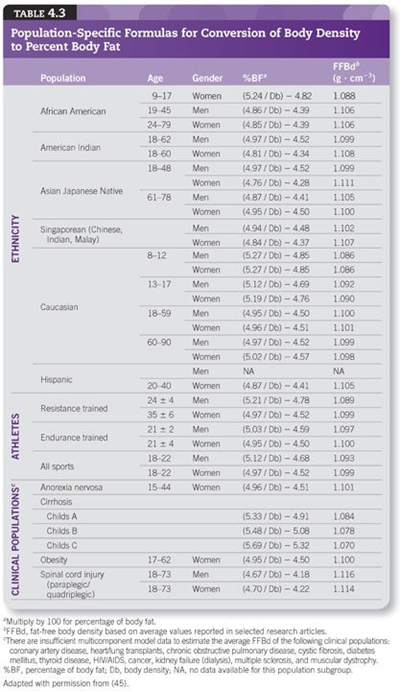 TABLE 4.3
Population-Specific Formulas for Conversion of Body Density
to Percent Body Fat
Population Age Gender %BFᵃ FFBdᵇ (g · cm⁻³)
ETHNICITY
African American 9–17 Women (5.24 / Db) − 4.82 1.088
19–45 Men (4.86 / Db) − 4.39 1.106
24–79 Women (4.85 / Db) − 4.39 1.106
American Indian 18–62 Men (4.97 / Db) − 4.52 1.099
18–60 Women (4.81 / Db) − 4.34 1.108
Asian Japanese Native 18–48 Men (4.97 / Db) − 4.52 1.099
Women (4.76 / Db) − 4.28 1.111
61–78 Men (4.87 / Db) − 4.41 1.105
Women (4.95 / Db) − 4.50 1.100
Singaporean (Chinese, Men (4.94 / Db) − 4.48 1.102
Indian, Malay) Women (4.84 / Db) − 4.37 1.107
Caucasian 8–12 Men (5.27 / Db) − 4.85 1.086
Women (5.27 / Db) − 4.85 1.086
13–17 Men (5.12 / Db) − 4.69 1.092
Women (5.19 / Db) − 4.76 1.090
18–59 Men (4.95 / Db) − 4.50 1.100
Women (4.96 / Db) − 4.51 1.101
60–90 Men (4.97 / Db) − 4.52 1.099
Women (5.02 / Db) − 4.57 1.098
Hispanic Men NA NA
20–40 Women (4.87 / Db) − 4.41 1.105
ATHLETES
Resistance trained 24 ± 4 Men (5.21 / Db) − 4.78 1.089
35 ± 6 Women (4.97 / Db) − 4.52 1.099
Endurance trained 21 ± 2 Men (5.03 / Db) − 4.59 1.097
21 ± 4 Women (4.95 / Db) − 4.50 1.100
All sports 18–22 Men (5.12 / Db) − 4.68 1.093
18–22 Women (4.97 / Db) − 4.52 1.099
CLINICAL POPULATIONSᶜ
Anorexia nervosa 15–44 Women (4.96 / Db) − 4.51 1.101
Cirrhosis
Childs A (5.33 / Db) − 4.91 1.084
Childs B (5.48 / Db) − 5.08 1.078
Childs C (5.69 / Db) − 5.32 1.070
Obesity 17–62 Women (4.95 / Db) − 4.50 1.100
Spinal cord injury 18–73 Men (4.67 / Db) − 4.18 1.116
(paraplegic/ 18–73 Women (4.70 / Db) − 4.22 1.114
quadriplegic)
ᵃMultiply by 100 for percentage of body fat.
ᵇFFBd, fat-free body density based on average values reported in selected research articles.
ᶜThere are insufficient multicomponent model data to estimate the average FFBd of the following clinical populations:
coronary artery disease, heart/lung transplants, chronic obstructive pulmonary disease, cystic fibrosis, diabetes
mellitus, thyroid disease, HIV/AIDS, cancer, kidney failure (dialysis), multiple sclerosis, and muscular dystrophy.
%BF, percentage of body fat; Db, body density; NA, no data available for this population subgroup.
Adapted with permission from (45).